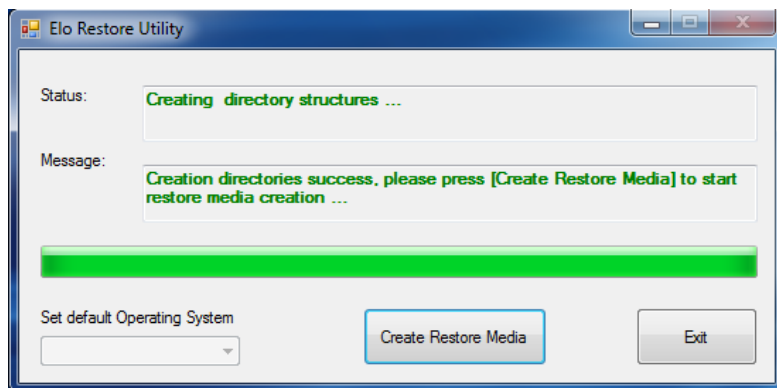 Elo Restore Utility
Status:
Creating directory structures ...
Message:
Creation directories success, please press [Create Restore Media] to start
restore media creation ...
Set default Operating System
Create Restore Media
Exit